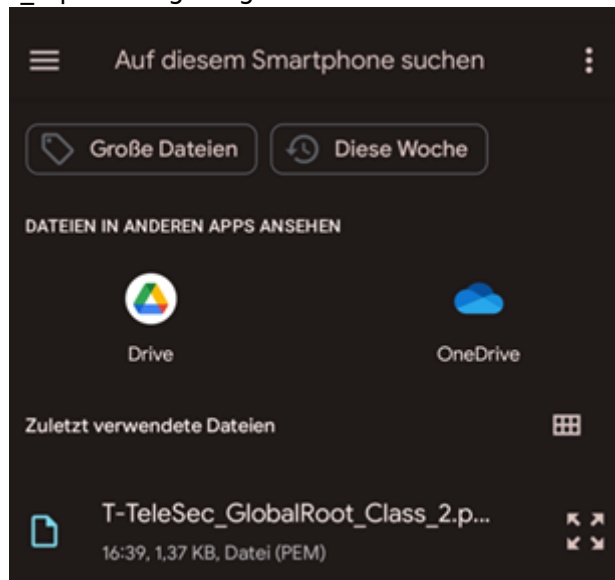 Auf diesem Smartphone suchen
Große Dateien
Diese Woche
DATEIEN IN ANDEREN APPS ANSEHEN
Drive
OneDrive
Zuletzt verwendete Dateien
T-TeleSec_GlobalRoot_Class_2.p...
16:39, 1,37 KB, Datei (PEM)